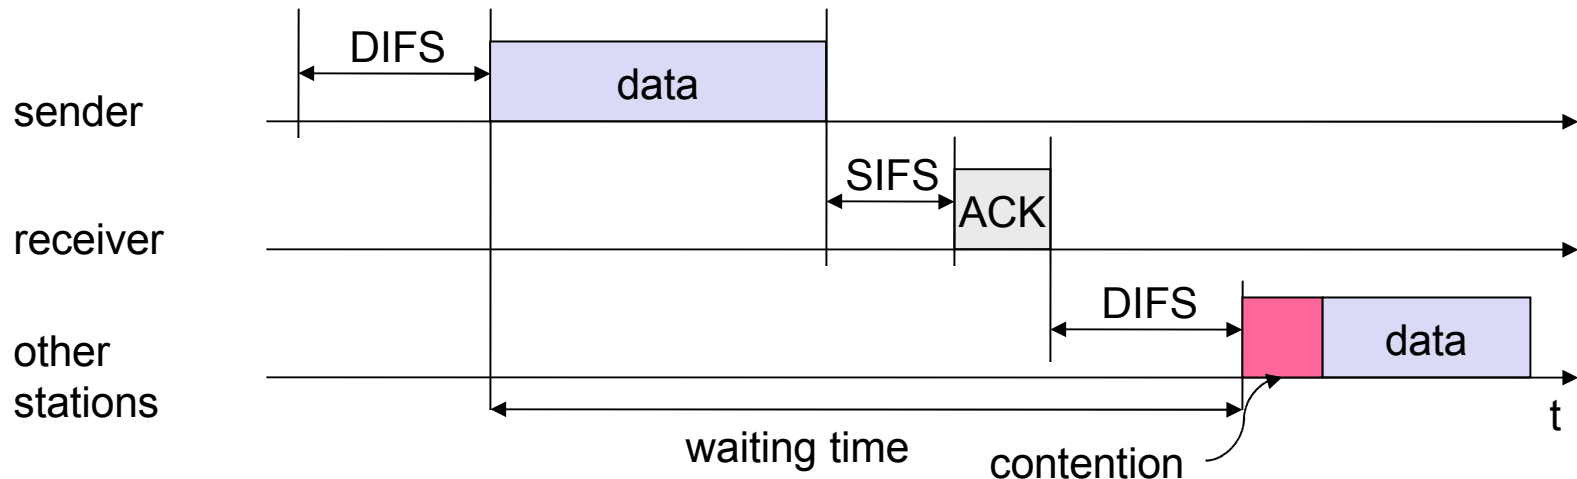 DIFS
data
sender
SIFS
ACK
receiver
DIFS
data
other
stations
t
waiting time
contention